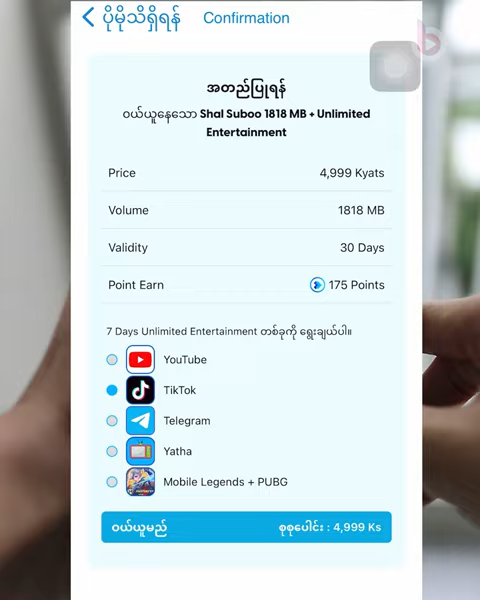 ပိုမိုသိရှိရန် Confirmation
အတည်ပြုရန်
ဝယ်ယူနေသော Shal Suboo 1818 MB + Unlimited
Entertainment
Price 4,999 Kyats
Volume 1818 MB
Validity 30 Days
Point Earn 175 Points
7 Days Unlimited Entertainment တစ်ခုကို ရွေးချယ်ပါ။
YouTube
TikTok
Telegram
Yatha
Mobile Legends + PUBG
ဝယ်ယူမည် စုစုပေါင်း : 4,999 Ks